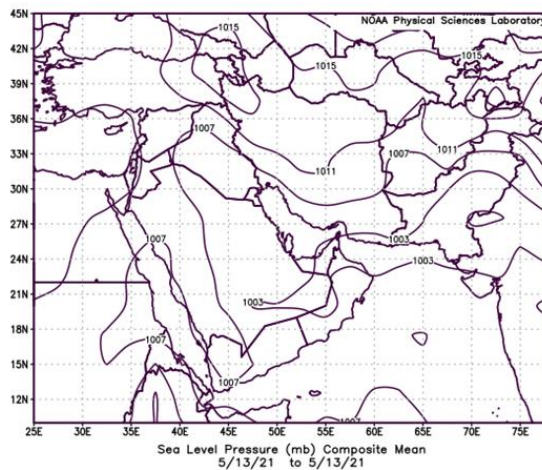 NOAA Physical Sciences Laboratory
45N
42N
39N
36N
33N
30N
27N
24N
21N
18N
15N
12N
1015
1015
1015
1007
1007
1011
1011
1007
1003
1003
1007
1003
1007
1007
1007
25E 30E 35E 40E 45E 50E 55E 60E 65E 70E 75E
Sea Level Pressure (mb) Composite Mean
5/13/21 to 5/13/21